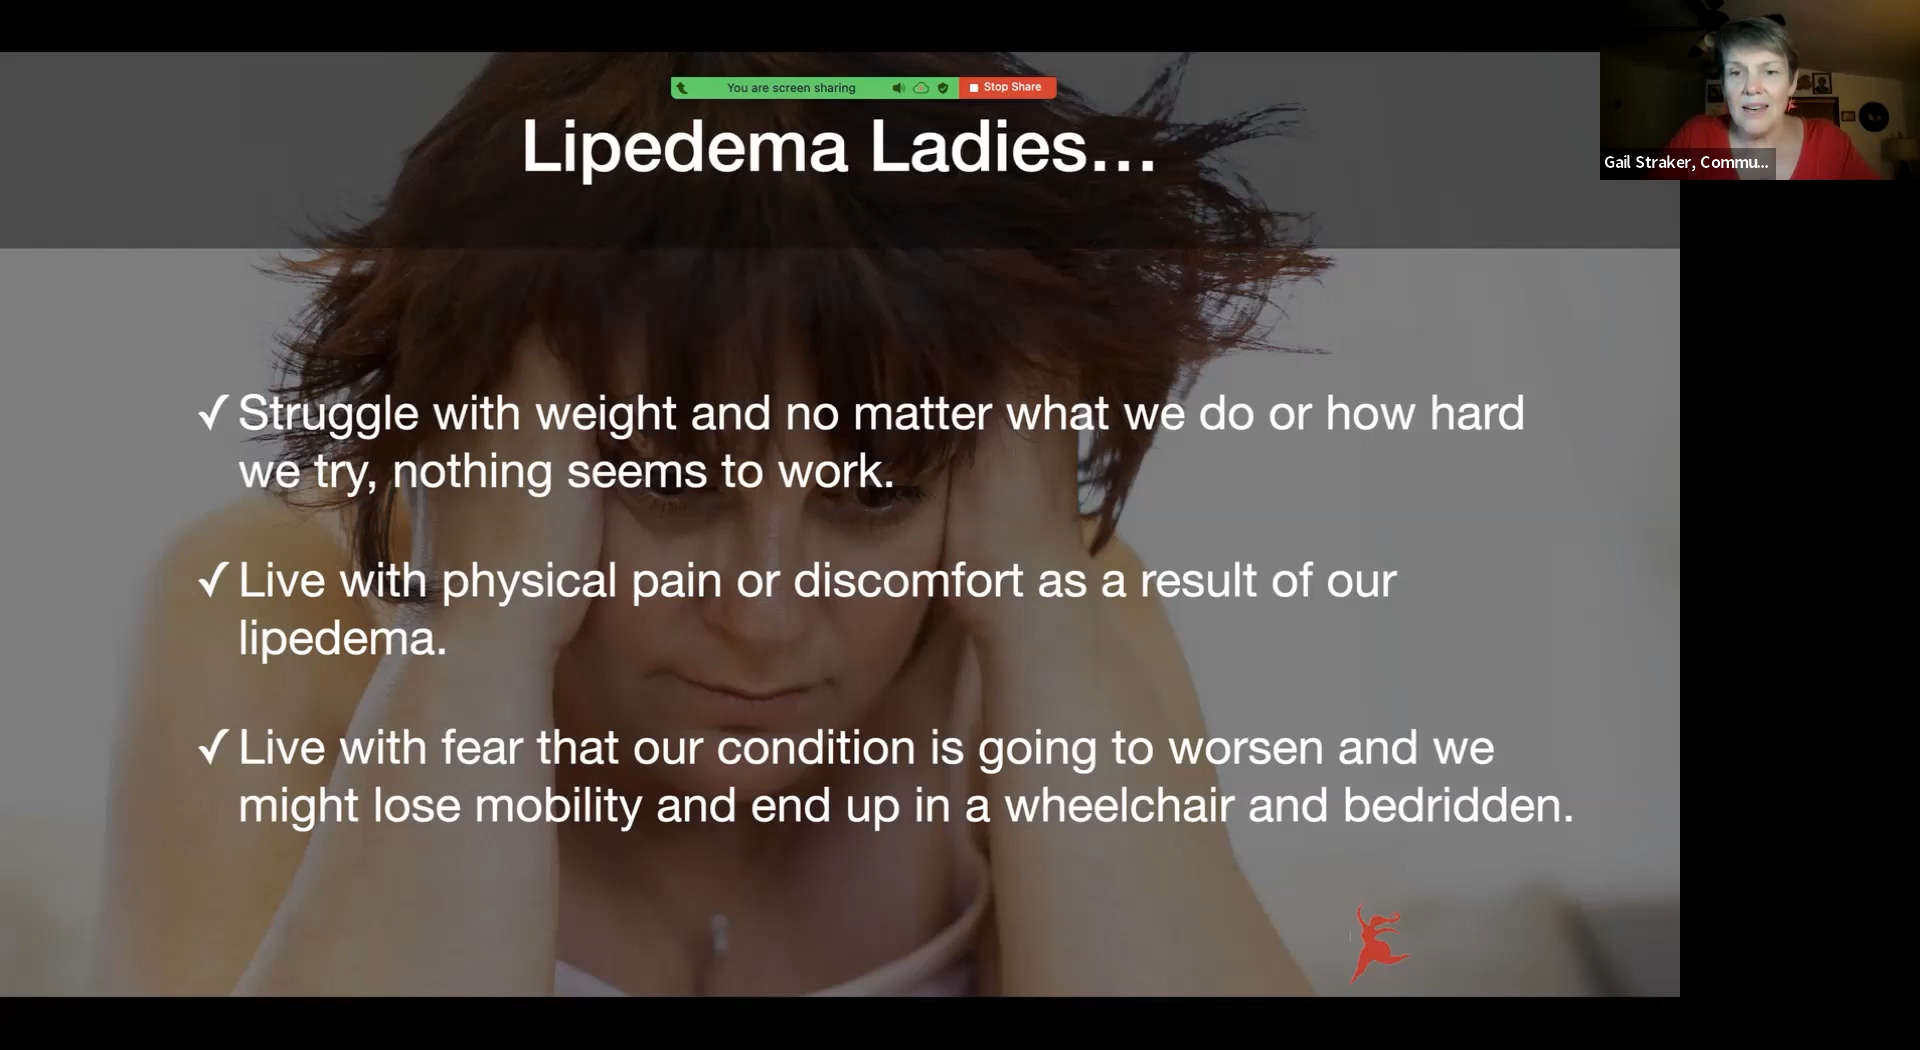 You are screen sharing
Stop Share
Lipedema Ladies...
Gail Straker, Commu...
✓ Struggle with weight and no matter what we do or how hard
we try, nothing seems to work.
✓ Live with physical pain or discomfort as a result of our
lipedema.
✓ Live with fear that our condition is going to worsen and we
might lose mobility and end up in a wheelchair and bedridden.